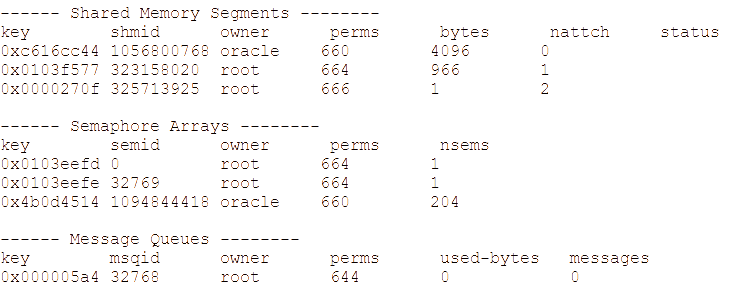 ------ Shared Memory Segments --------
key        shmid      owner      perms      bytes      nattch     status
0xc616cc44 1056800768 oracle     660        4096       0
0x0103f577 323158020  root       664        966        1
0x0000270f 325713925  root       666        1          2
------ Semaphore Arrays --------
key        semid      owner      perms      nsems
0x0103eefd 0          root       664        1
0x0103eefe 32769      root       664        1
0x4b0d4514 1094844418 oracle     660        204
------ Message Queues --------
key        msqid      owner      perms      used-bytes   messages
0x000005a4 32768      root       644        0            0